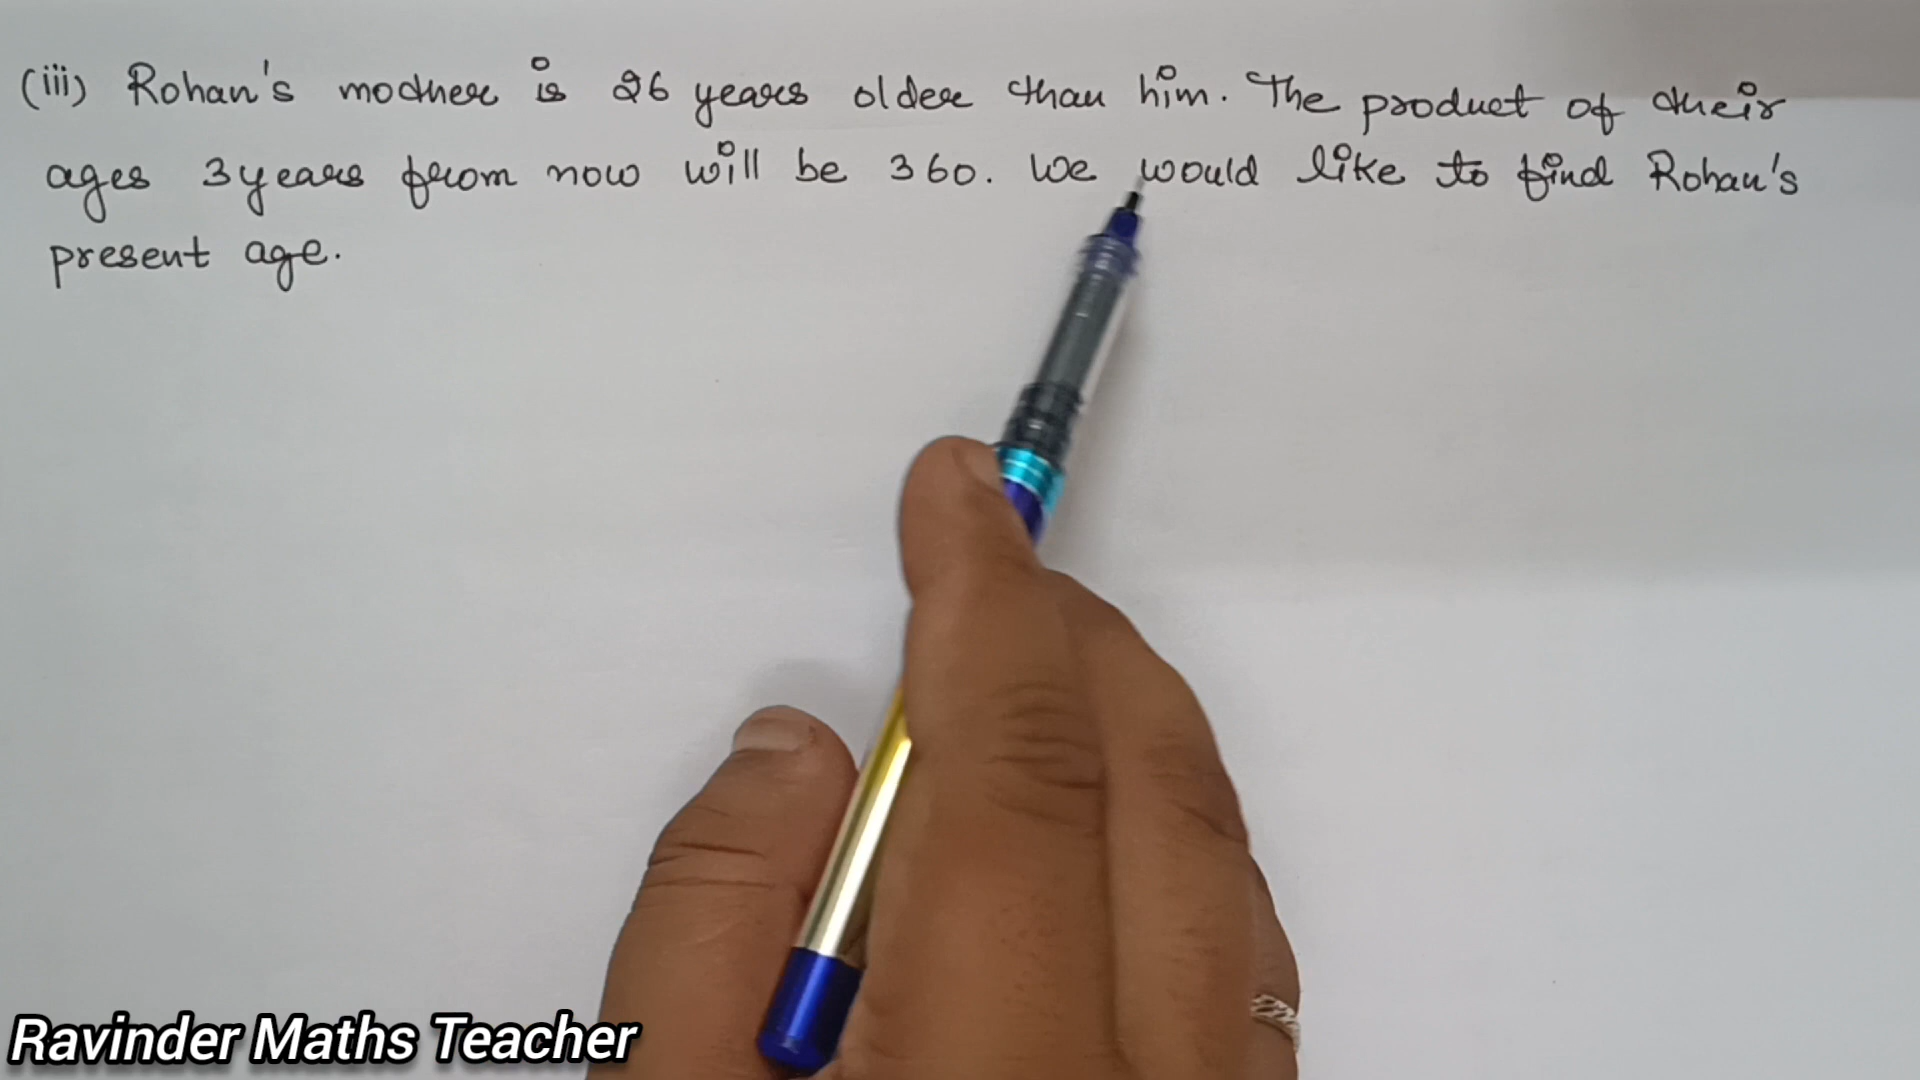 (iii) Rohan's mother is 26 years older than him. The product of their
ages 3 years from now will be 360. We would like to find Rohan's
present age.
Ravinder Maths Teacher